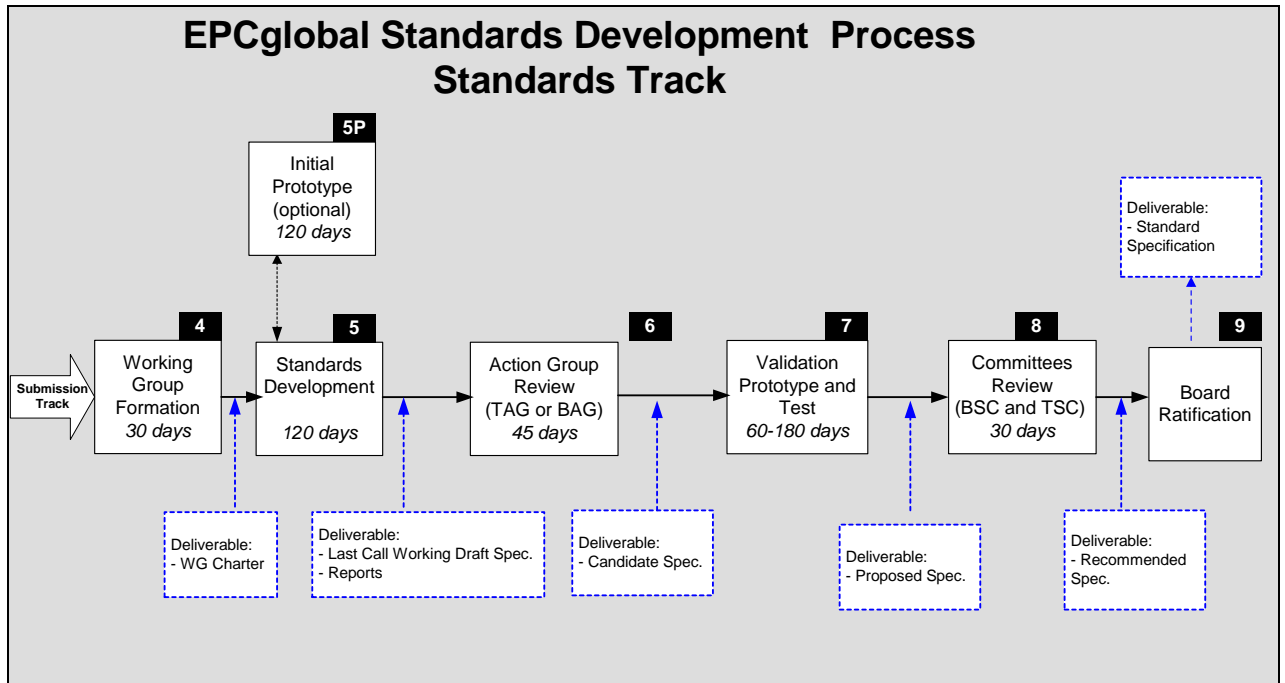 EPCglobal Standards Development Process
Standards Track
5P
Initial
Prototype
(optional)
120 days
Deliverable:
- Standard
Specification
Submission
Track
4
Working
Group
Formation
30 days
5
Standards
Development
120 days
6
Action Group
Review
(TAG or BAG)
45 days
7
Validation
Prototype and
Test
60-180 days
8
Committees
Review
(BSC and TSC)
30 days
9
Board
Ratification
Deliverable:
- WG Charter
Deliverable:
- Last Call Working Draft Spec.
- Reports
Deliverable:
- Candidate Spec.
Deliverable:
- Proposed Spec.
Deliverable:
- Recommended
Spec.